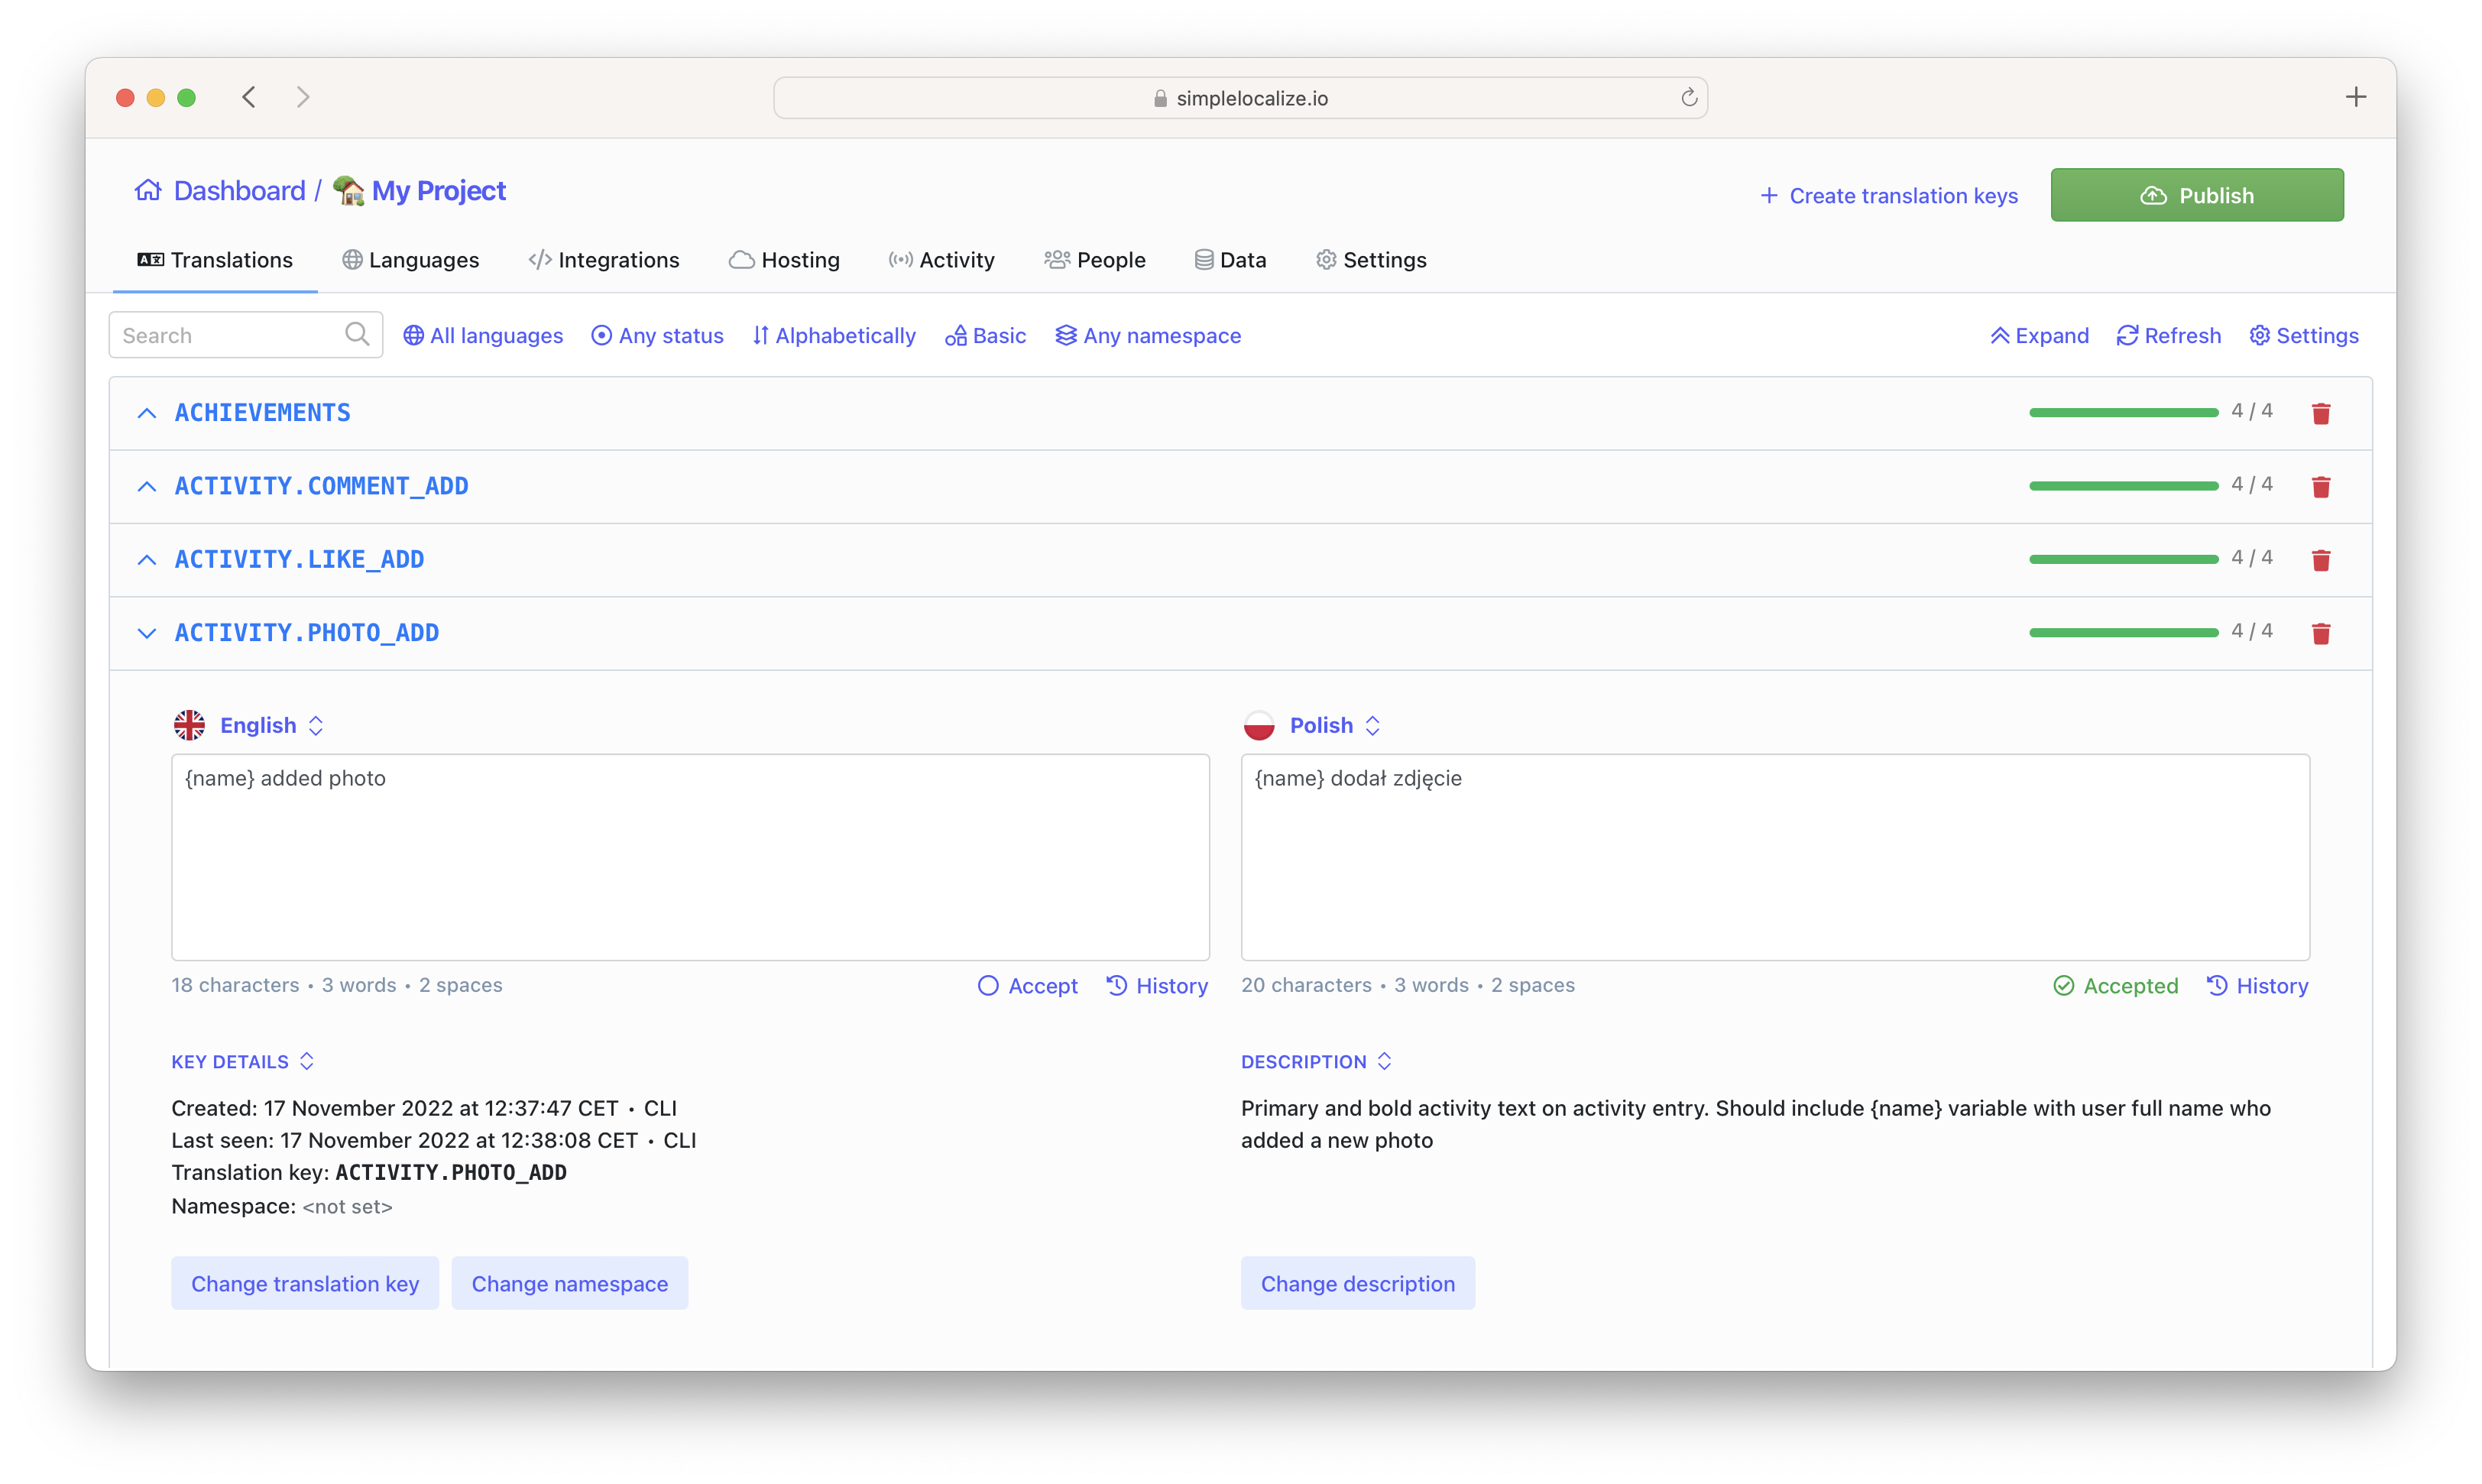 simplelocalize.io
Dashboard / My Project
Create translation keys
Publish
Translations Languages Integrations Hosting Activity People Data Settings
Search All languages Any status Alphabetically Basic Any namespace Expand Refresh Settings
ACHIEVEMENTS 4 / 4
ACTIVITY.COMMENT_ADD 4 / 4
ACTIVITY.LIKE_ADD 4 / 4
ACTIVITY.PHOTO_ADD 4 / 4
English
{name} added photo
18 characters • 3 words • 2 spaces Accept History
Polish
{name} dodał zdjęcie
20 characters • 3 words • 2 spaces Accepted History
KEY DETAILS
Created: 17 November 2022 at 12:37:47 CET • CLI
Last seen: 17 November 2022 at 12:38:08 CET • CLI
Translation key: ACTIVITY.PHOTO_ADD
Namespace: <not set>
Change translation key Change namespace
DESCRIPTION
Primary and bold activity text on activity entry. Should include {name} variable with user full name who
added a new photo
Change description